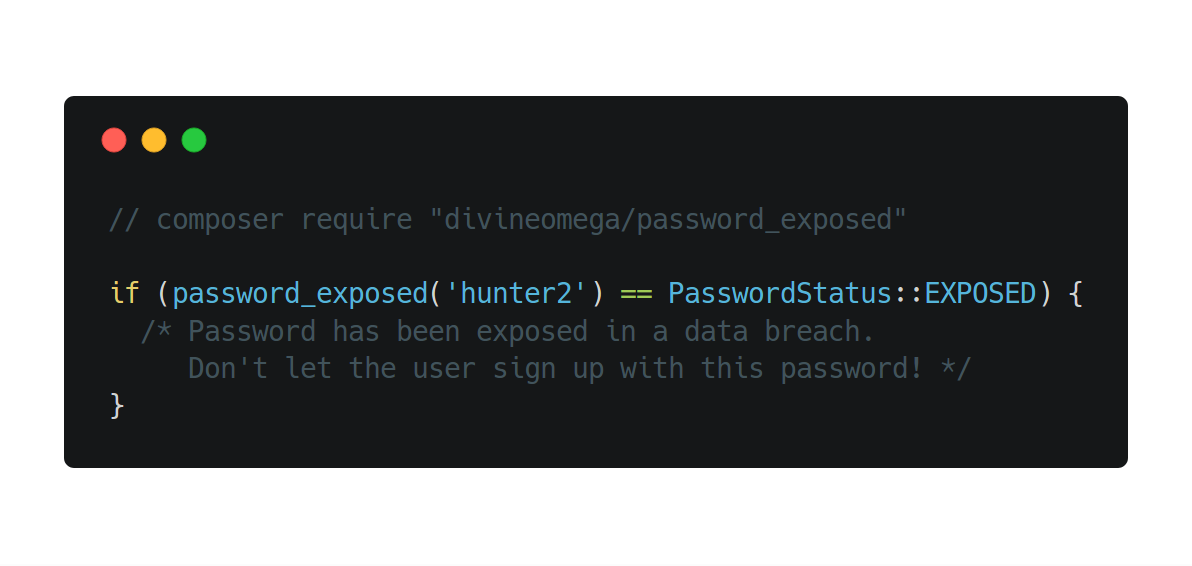 // composer require "divineomega/password_exposed"
if (password_exposed('hunter2') == PasswordStatus::EXPOSED) {
/* Password has been exposed in a data breach.
Don't let the user sign up with this password! */
}